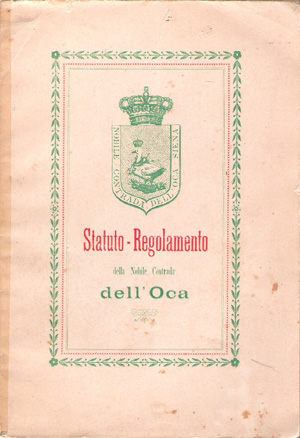 NOBILE CONTRADA DELL'OCA SIENA
Statuto-Regolamento
della Nobile Contrada
dell'Oca